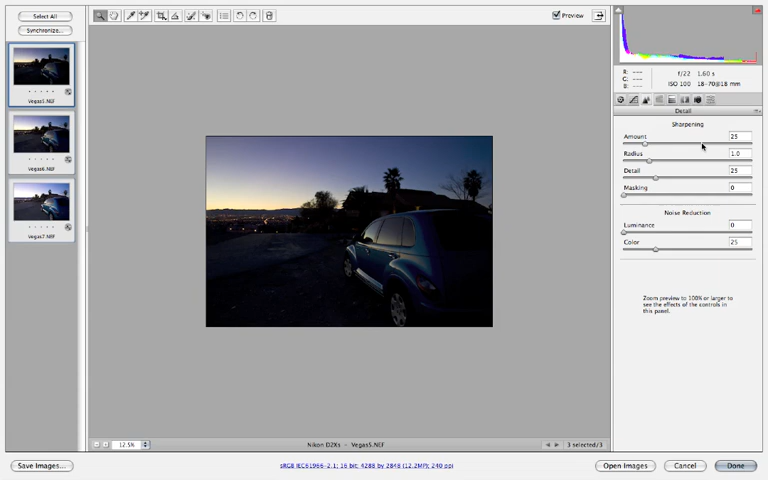 Select All
Synchronize...
Vegas5.NEF
Vegas6.NEF
Vegas7.NEF
Preview
R: ---
G: ---
B: ---
f/22 1.60 s
ISO 100 18-70@18 mm
Detail
Sharpening
Amount 25
Radius 1.0
Detail 25
Masking 0
Noise Reduction
Luminance 0
Color 25
Zoom preview to 100% or larger to
see the effects of the controls in
this panel.
12.5%
Nikon D2Xs - Vegas5.NEF
3 selected/3
Save Images...
sRGB IEC61966-2.1; 16 bit; 4288 by 2848 (12.2MP); 240 ppi
Open Images
Cancel
Done